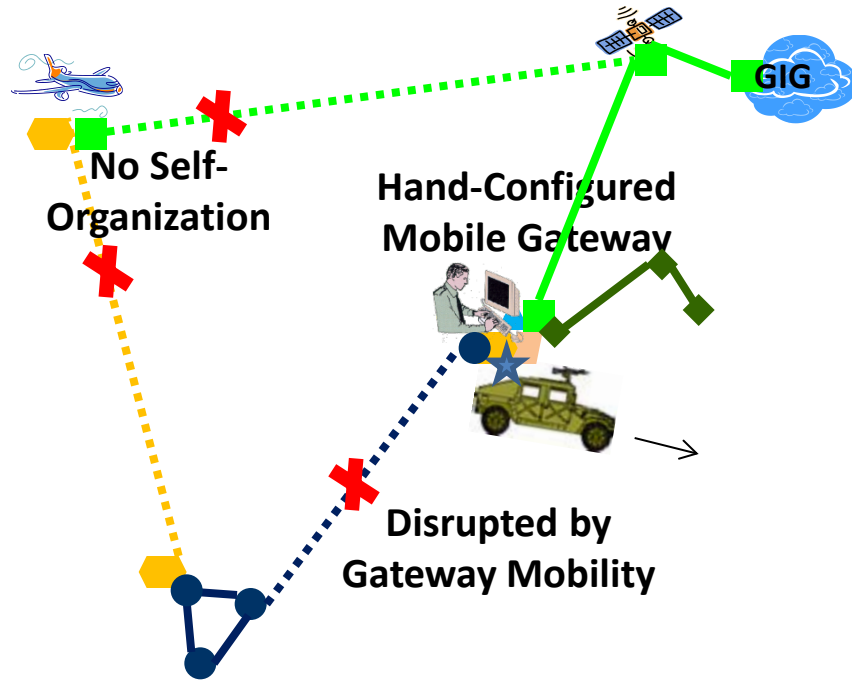 GIG
No Self-
Organization
Hand-Configured
Mobile Gateway
Disrupted by
Gateway Mobility